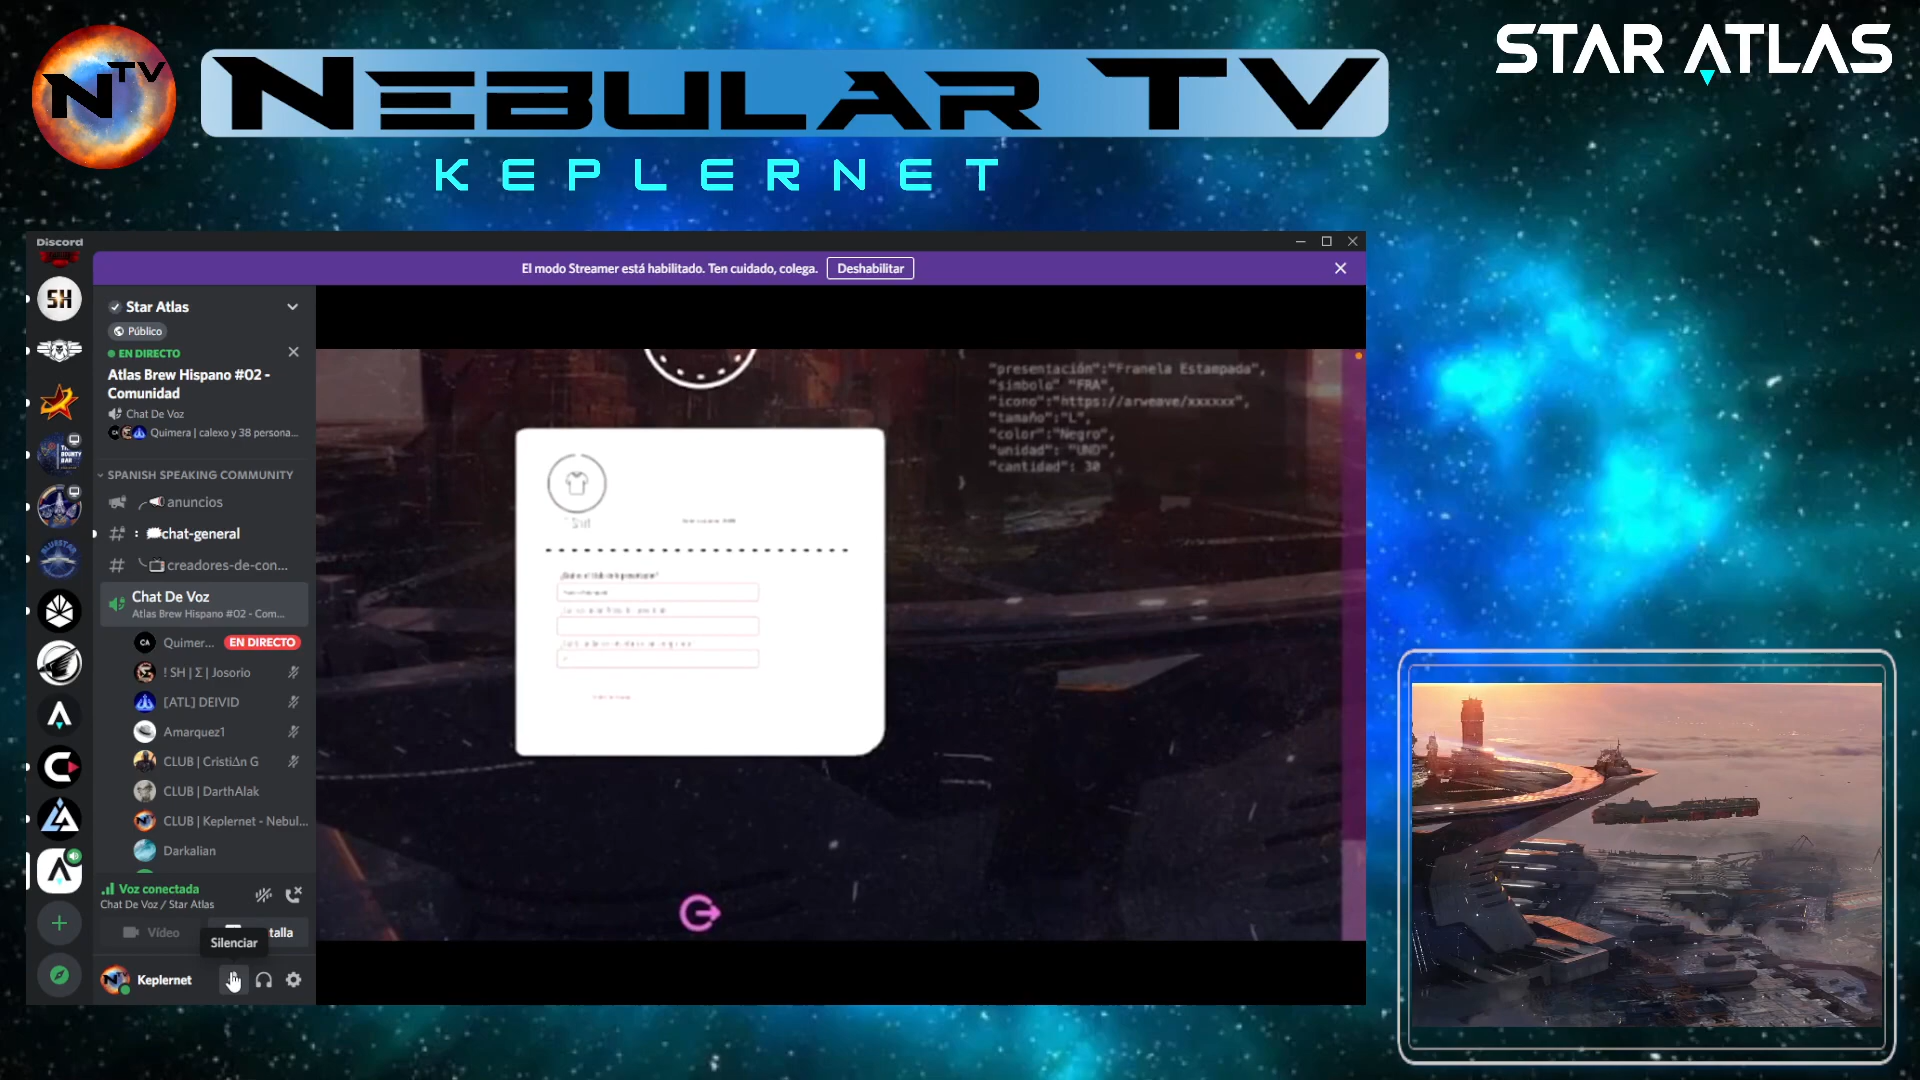 N TV
NEBULAR TV
KEPLERNET
STAR ATLAS
Discord
El modo Streamer está habilitado. Ten cuidado, colega.
Deshabilitar
SH
Star Atlas
Público
EN DIRECTO
Atlas Brew Hispano #02 -
Comunidad
Chat De Voz
Quimera | calexo y 38 persona...
SPANISH SPEAKING COMMUNITY
anuncios
chat-general
creadores-de-con...
Chat De Voz
Atlas Brew Hispano #02 - Com...
CA
Quimer...
EN DIRECTO
! SH | Σ | Josorio
[ATL] DEIVID
Amarquez1
CLUB | CristiΔn G
CLUB | DarthAlak
CLUB | Keplernet - Nebul...
Darkalian
Voz conectada
Chat De Voz / Star Atlas
Vídeo
talla
Silenciar
Keplernet
"presentación":"Franela Estampada",
"simbolo" "FRA",
"icono":"https://arweave/xxxxxx",
"tamaño":"L",
"color":"Negro",
"unidad": "UND",
"cantidad": 30
}